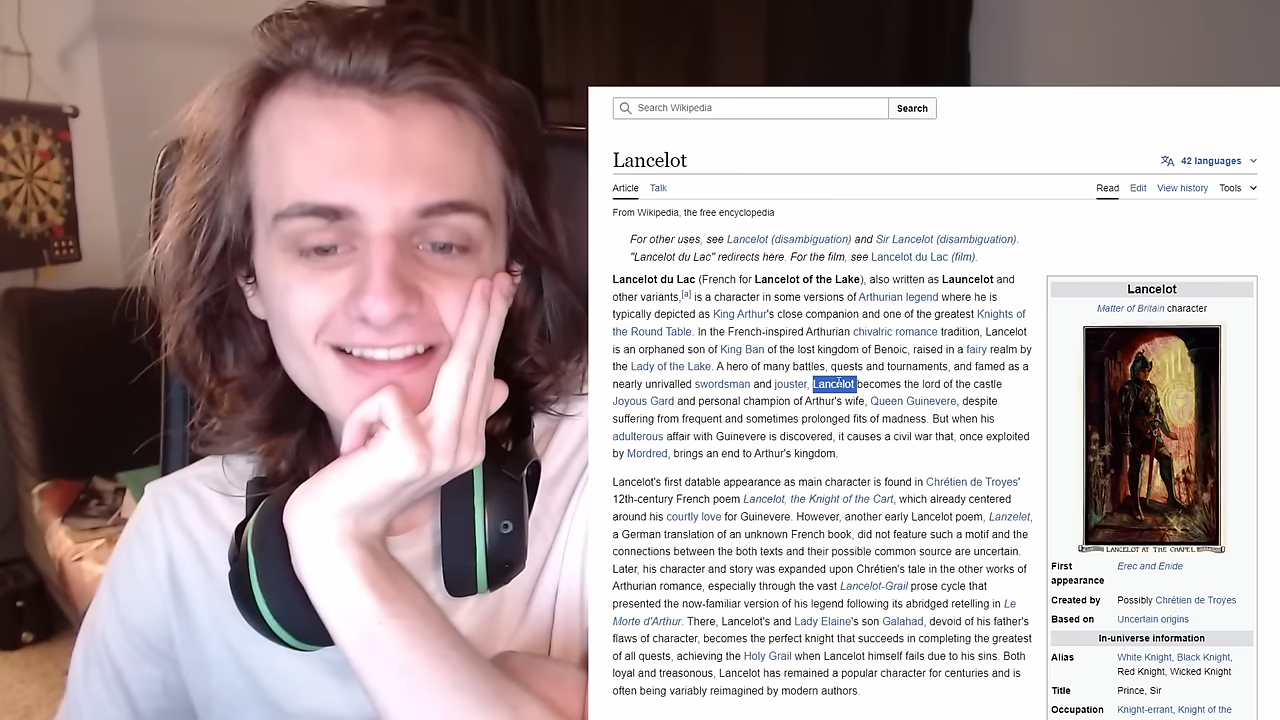 Search Wikipedia
Search
Lancelot
42 languages
Article Talk
Read Edit View history Tools
From Wikipedia, the free encyclopedia
For other uses, see Lancelot (disambiguation) and Sir Lancelot (disambiguation).
"Lancelot du Lac" redirects here. For the film, see Lancelot du Lac (film).
Lancelot du Lac (French for Lancelot of the Lake), also written as Launcelot and
other variants,[a] is a character in some versions of Arthurian legend where he is
typically depicted as King Arthur's close companion and one of the greatest Knights of
the Round Table. In the French-inspired Arthurian chivalric romance tradition, Lancelot
is an orphaned son of King Ban of the lost kingdom of Benoic, raised in a fairy realm by
the Lady of the Lake. A hero of many battles, quests and tournaments, and famed as a
nearly unrivalled swordsman and jouster, Lancelot becomes the lord of the castle
Joyous Gard and personal champion of Arthur's wife, Queen Guinevere, despite
suffering from frequent and sometimes prolonged fits of madness. But when his
adulterous affair with Guinevere is discovered, it causes a civil war that, once exploited
by Mordred, brings an end to Arthur's kingdom.
Lancelot's first datable appearance as main character is found in Chrétien de Troyes'
12th-century French poem Lancelot, the Knight of the Cart, which already centered
around his courtly love for Guinevere. However, another early Lancelot poem, Lanzelet,
a German translation of an unknown French book, did not feature such a motif and the
connections between the both texts and their possible common source are uncertain.
Later, his character and story was expanded upon Chrétien's tale in the other works of
Arthurian romance, especially through the vast Lancelot-Grail prose cycle that
presented the now-familiar version of his legend following its abridged retelling in Le
Morte d'Arthur. There, Lancelot's and Lady Elaine's son Galahad, devoid of his father's
flaws of character, becomes the perfect knight that succeeds in completing the greatest
of all quests, achieving the Holy Grail when Lancelot himself fails due to his sins. Both
loyal and treasonous, Lancelot has remained a popular character for centuries and is
often being variably reimagined by modern authors.
Lancelot
Matter of Britain character
LANCELOT AT THE CHAPEL
First appearance Erec and Enide
Created by Possibly Chrétien de Troyes
Based on Uncertain origins
In-universe information
Alias White Knight, Black Knight,
Red Knight, Wicked Knight
Title Prince, Sir
Occupation Knight-errant, Knight of the